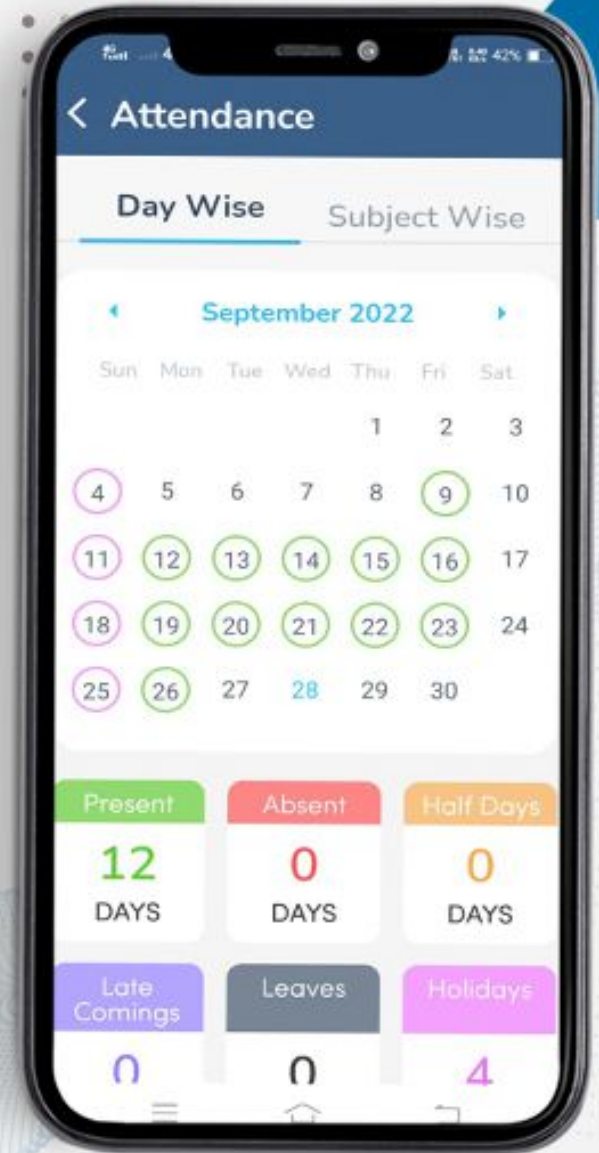 42%
Attendance
Day Wise Subject Wise
September 2022
Sun Mon Tue Wed Thu Fri Sat
1 2 3
4 5 6 7 8 9 10
11 12 13 14 15 16 17
18 19 20 21 22 23 24
25 26 27 28 29 30
Present Absent Half Days
12 0 0
DAYS DAYS DAYS
Late Leaves Holidays
Comings
0 0 4